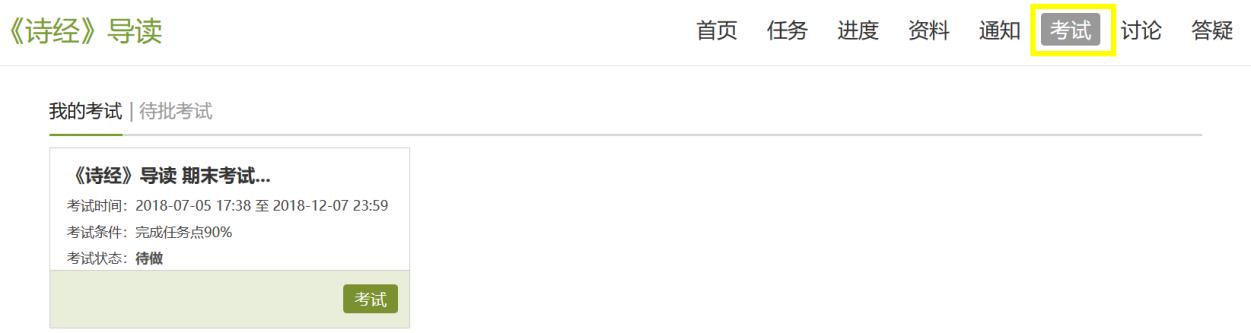 《诗经》导读
首页 任务 进度 资料 通知 考试 讨论 答疑
我的考试 | 待批考试
《诗经》导读 期末考试...
考试时间：2018-07-05 17:38 至 2018-12-07 23:59
考试条件：完成任务点90%
考试状态：待做
考试